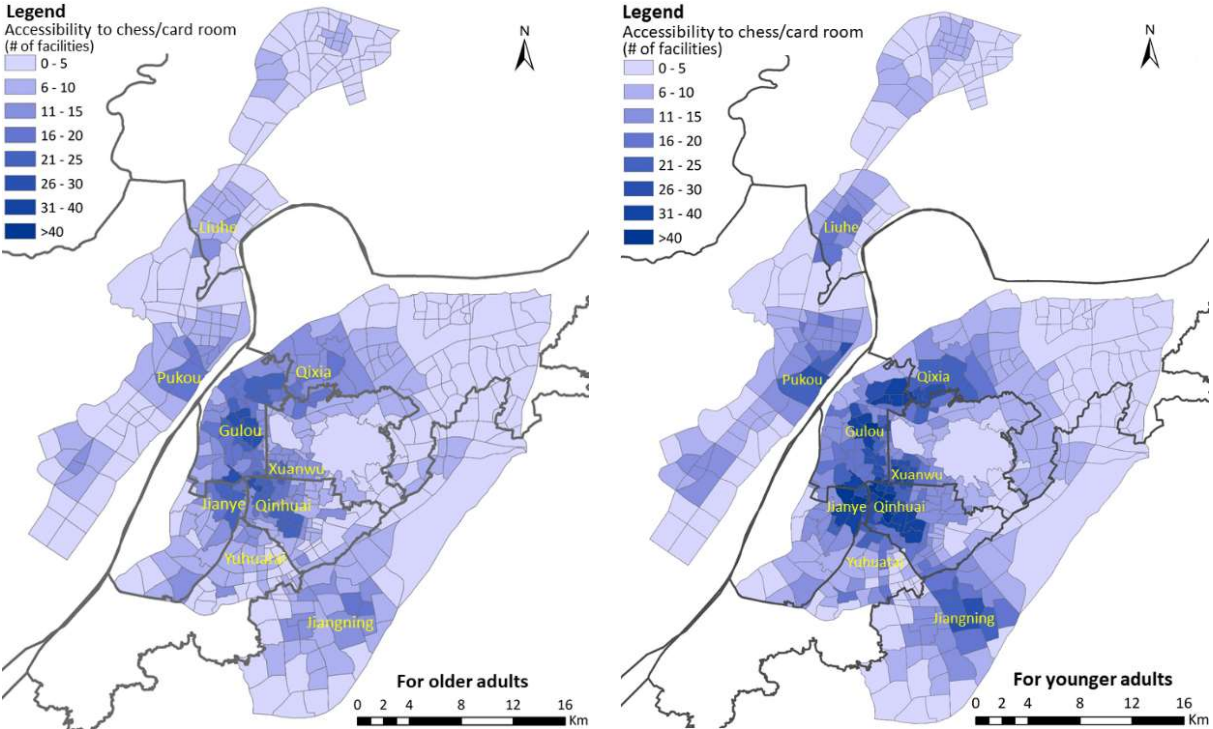 Legend
Accessibility to chess/card room
(# of facilities)
0 - 5
6 - 10
11 - 15
16 - 20
21 - 25
26 - 30
31 - 40
>40
N
Liuhe
Pukou
Qixia
Gulou
Xuanwu
Jianye
Qinhuai
Yuhuatai
Jiangning
For older adults
0 2 4 8 12 16
Km
Legend
Accessibility to chess/card room
(# of facilities)
0 - 5
6 - 10
11 - 15
16 - 20
21 - 25
26 - 30
31 - 40
>40
N
Liuhe
Pukou
Qixia
Gulou
Xuanwu
Jianye
Qinhuai
Yuhuatai
Jiangning
For younger adults
0 2 4 8 12 16
Km